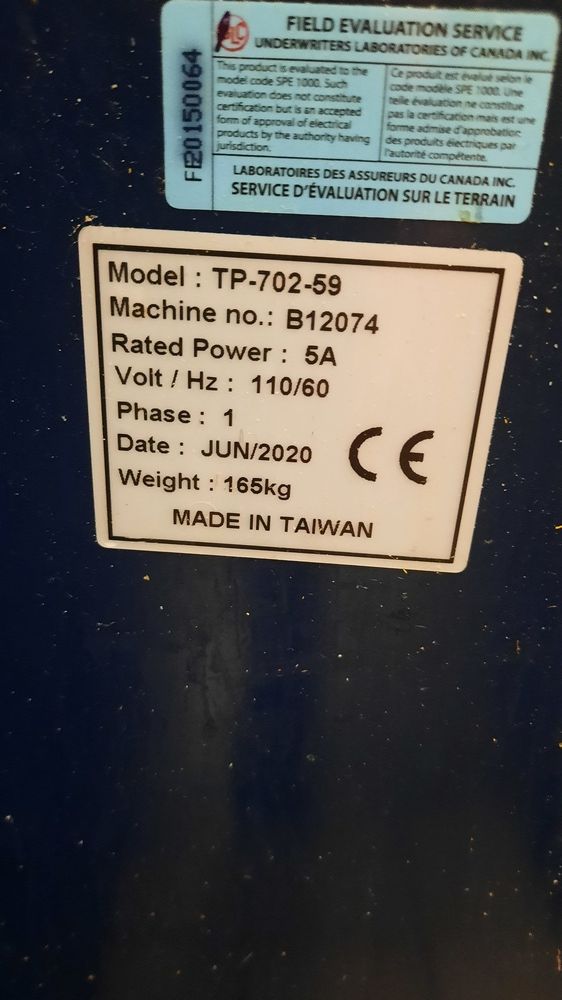 FIELD EVALUATION SERVICE
UNDERWRITERS LABORATORIES OF CANADA INC.
This product is evaluated to the
model code SPE 1000. Such
evaluation does not constitute
certification but is an accepted
form of approval of electrical
products by the authority having
jurisdiction.
Ce produit est évalué selon le
code modèle SPE 1000. Une
telle évaluation ne constitue
pas la certification mais est une
forme admise d'approbation
des produits électriques par
l'autorité compétente.
LABORATOIRES DES ASSUREURS DU CANADA INC.
SERVICE D'ÉVALUATION SUR LE TERRAIN
Model : TP-702-59
Machine no.: B12074
Rated Power : 5A
Volt / Hz : 110/60
Phase : 1
Date : JUN/2020
CE
Weight : 165kg
MADE IN TAIWAN